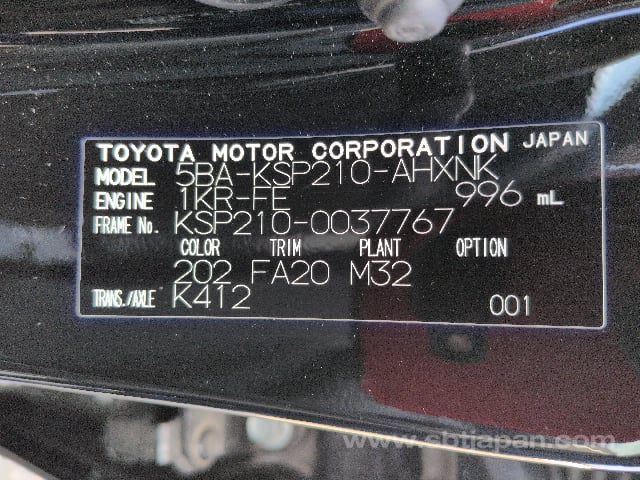 TOYOTA MOTOR CORPORATION JAPAN
MODEL 5BA-KSP210-AHXNK
ENGINE 1KR-FE 996 mL
FRAME No. KSP210-0037767
COLOR TRIM PLANT OPTION
202 FA20 M32
TRANS./AXLE K412 001
www.sbtjapan.com